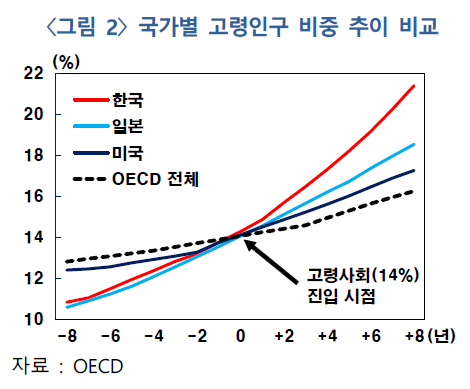 〈그림 2〉 국가별 고령인구 비중 추이 비교
(%)
22
20
18
16
14
12
10
한국
일본
미국
OECD 전체
고령사회(14%)
진입 시점
-8 -6 -4 -2 0 +2 +4 +6 +8 (년)
자료 : OECD